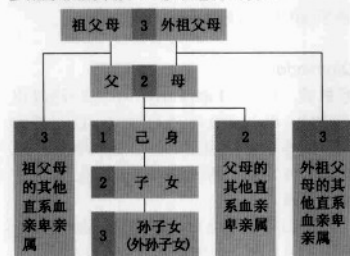 祖父母 3 外祖父母
父 2 母
3
祖父母
的其他
直系血
亲卑亲
属
1 己身
2 子女
3 孙子女
(外孙子女)
2
父母的
其他直
系血亲
卑亲属
3
外祖父
母的其
他直系
血亲卑
亲属